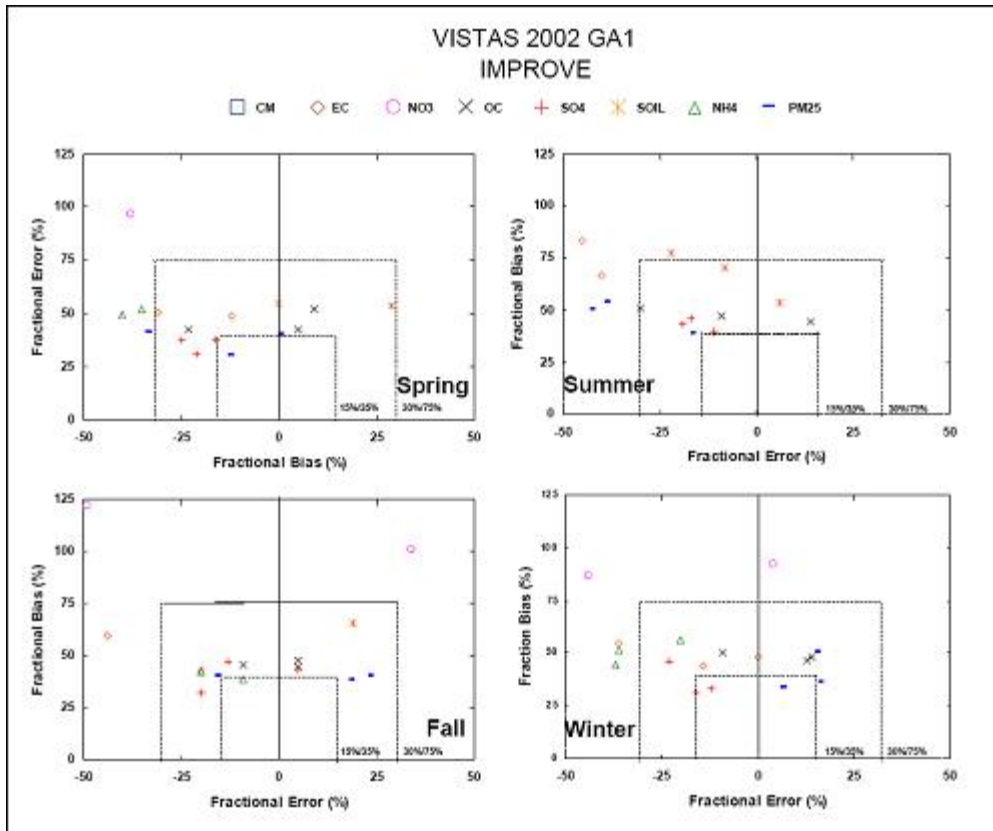 VISTAS 2002 GA1
IMPROVE
CM EC NO3 OC SO4 SOIL NH4 PM25
125
100
75
50
25
0
Fractional Error (%)
-50 -25 0 25 50
Fractional Bias (%)
Spring
15%/35% 30%/75%
125
100
75
50
25
0
Fractional Bias (%)
-50 -25 0 25 50
Fractional Error (%)
Summer
15%/35% 30%/75%
125
100
75
50
25
0
Fractional Bias (%)
-50 -25 0 25 50
Fractional Error (%)
Fall
15%/35% 30%/75%
125
100
75
50
25
0
Fraction Bias (%)
-50 -25 0 25 50
Fractional Error (%)
Winter
15%/35% 30%/75%